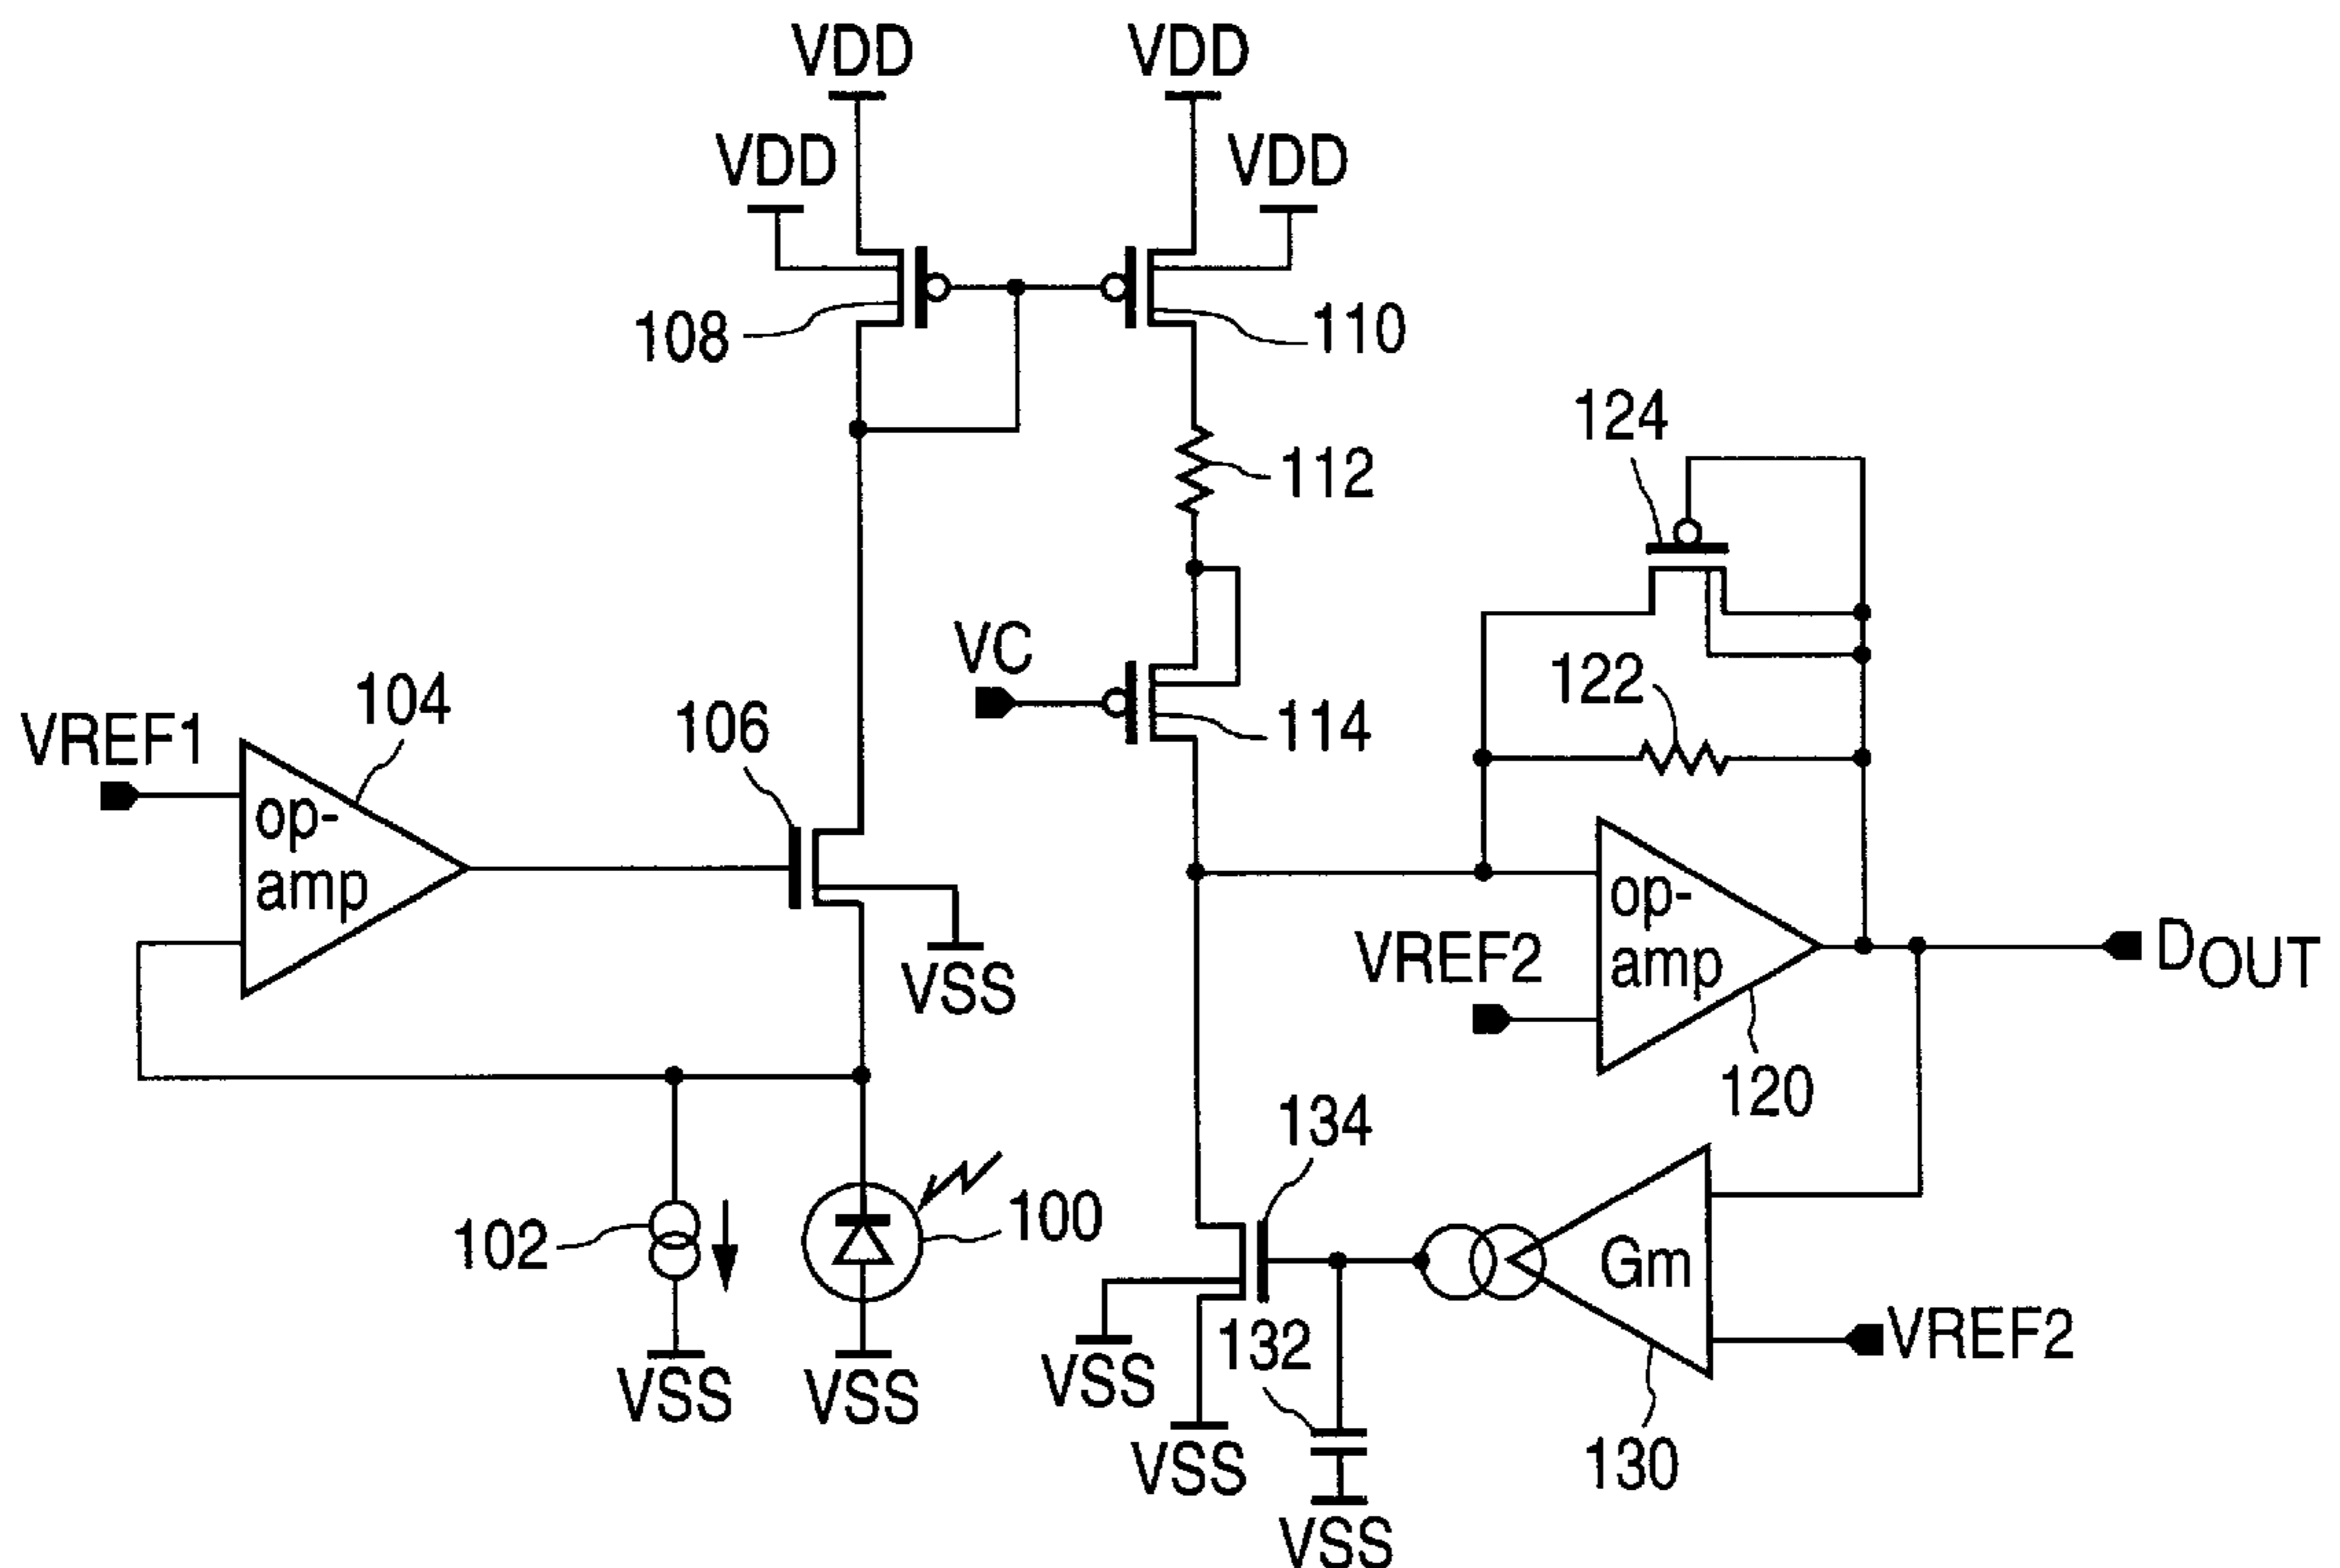 VDD
VDD
VDD
VDD
108
110
124
112
VC
122
104
106
114
VREF1
op-
amp
op-
amp
VREF2
DOUT
VSS
120
134
102
100
Gm
VSS
VSS
VSS
132
VREF2
VSS
130
VSS